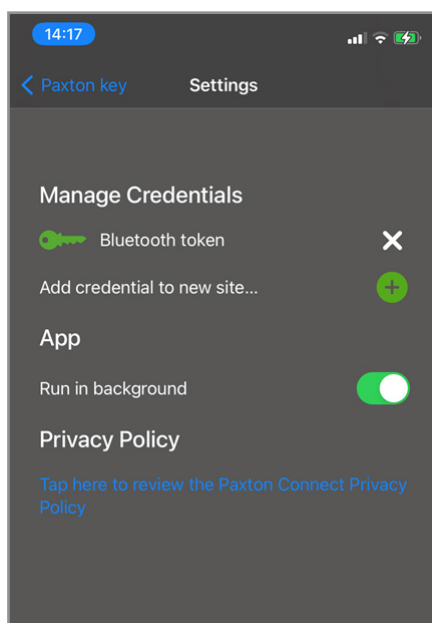 14:17
Paxton key
Settings
Manage Credentials
Bluetooth token
Add credential to new site...
App
Run in background
Privacy Policy
Tap here to review the Paxton Connect Privacy
Policy